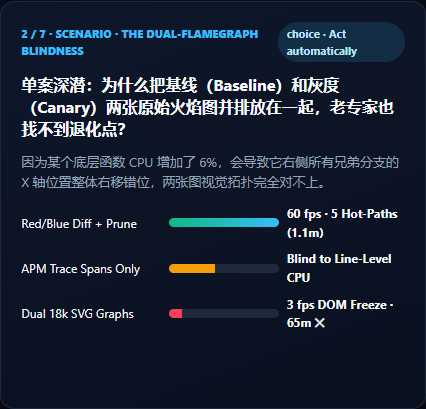 2 / 7 · SCENARIO · THE DUAL-FLAMEGRAPH
BLINDNESS
choice · Act
automatically
单案深潜：为什么把基线（Baseline）和灰度
（Canary）两张原始火焰图并排放在一起，老专家也
找不到退化点？
因为某个底层函数 CPU 增加了 6%，会导致它右侧所有兄弟分支的
X 轴位置整体右移错位，两张图视觉拓扑完全对不上。
Red/Blue Diff + Prune
60 fps · 5 Hot-Paths
(1.1m)
APM Trace Spans Only
Blind to Line-Level
CPU
Dual 18k SVG Graphs
3 fps DOM Freeze ·
65m ❌